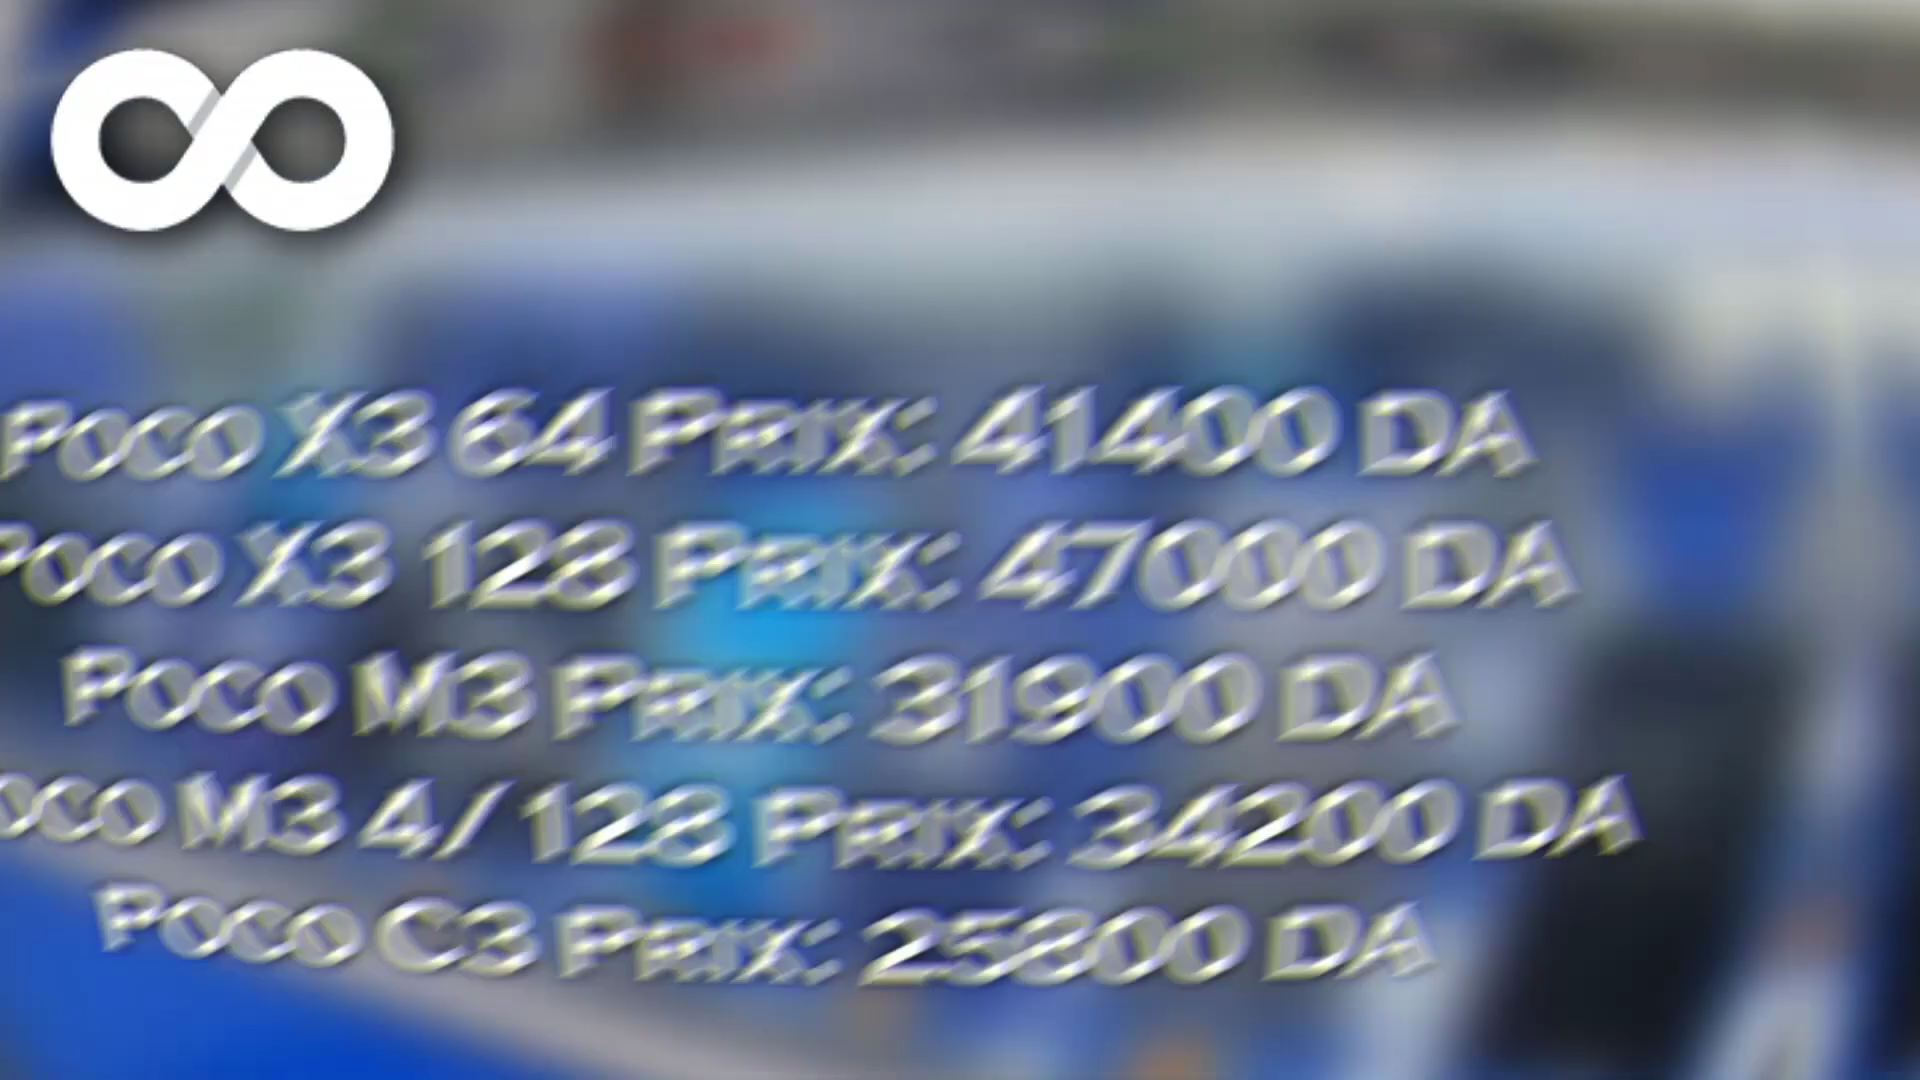 Poco X3 64 Prix: 41400 DA
Poco X3 128 Prix: 47000 DA
Poco M3 Prix: 31900 DA
oco M3 4/ 128 Prix: 34200 DA
Poco C3 Prix: 25800 DA